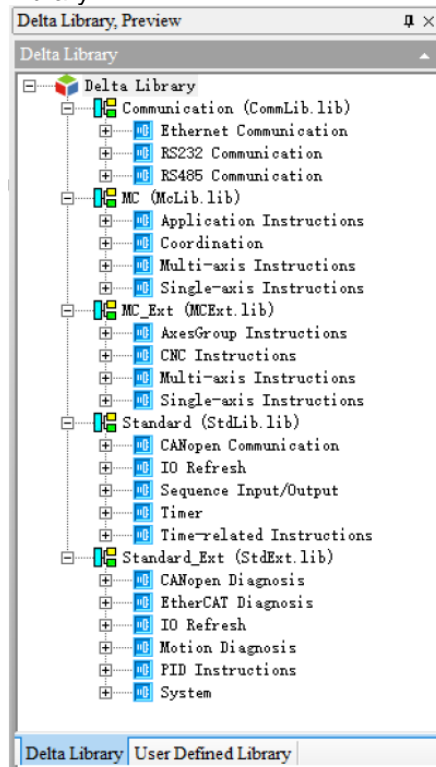 Delta Library, Preview
Delta Library
Delta Library
Communication (CommLib.lib)
Ethernet Communication
RS232 Communication
RS485 Communication
MC (McLib.lib)
Application Instructions
Coordination
Multi-axis Instructions
Single-axis Instructions
MC_Ext (MCExt.lib)
AxesGroup Instructions
CNC Instructions
Multi-axis Instructions
Single-axis Instructions
Standard (StdLib.lib)
CANopen Communication
IO Refresh
Sequence Input/Output
Timer
Time-related Instructions
Standard_Ext (StdExt.lib)
CANopen Diagnosis
EtherCAT Diagnosis
IO Refresh
Motion Diagnosis
PID Instructions
System
Delta Library User Defined Library